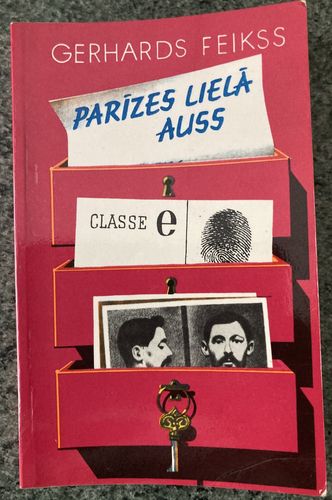 GERHARDS FEIKSS
PARĪZES LIELĀ
AUSS
CLASSE e